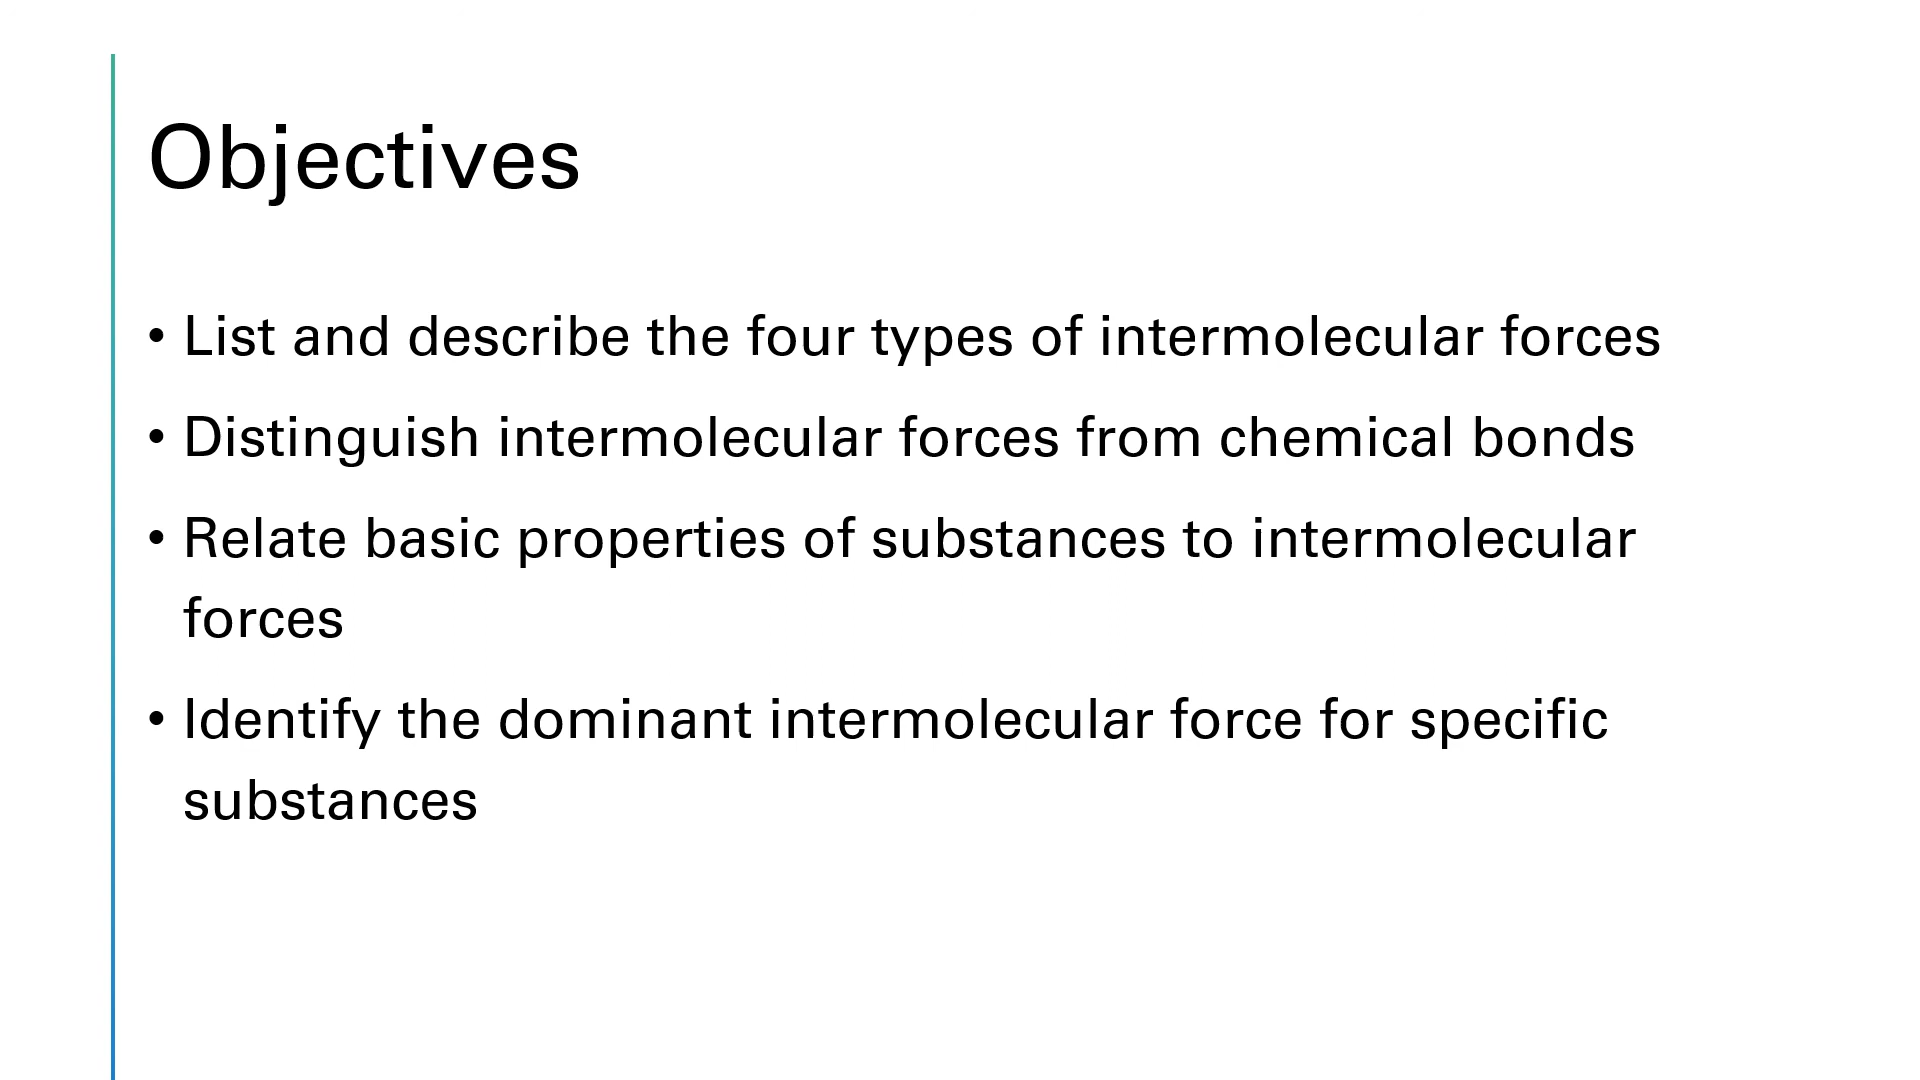 Objectives
• List and describe the four types of intermolecular forces
• Distinguish intermolecular forces from chemical bonds
• Relate basic properties of substances to intermolecular
forces
• Identify the dominant intermolecular force for specific
substances